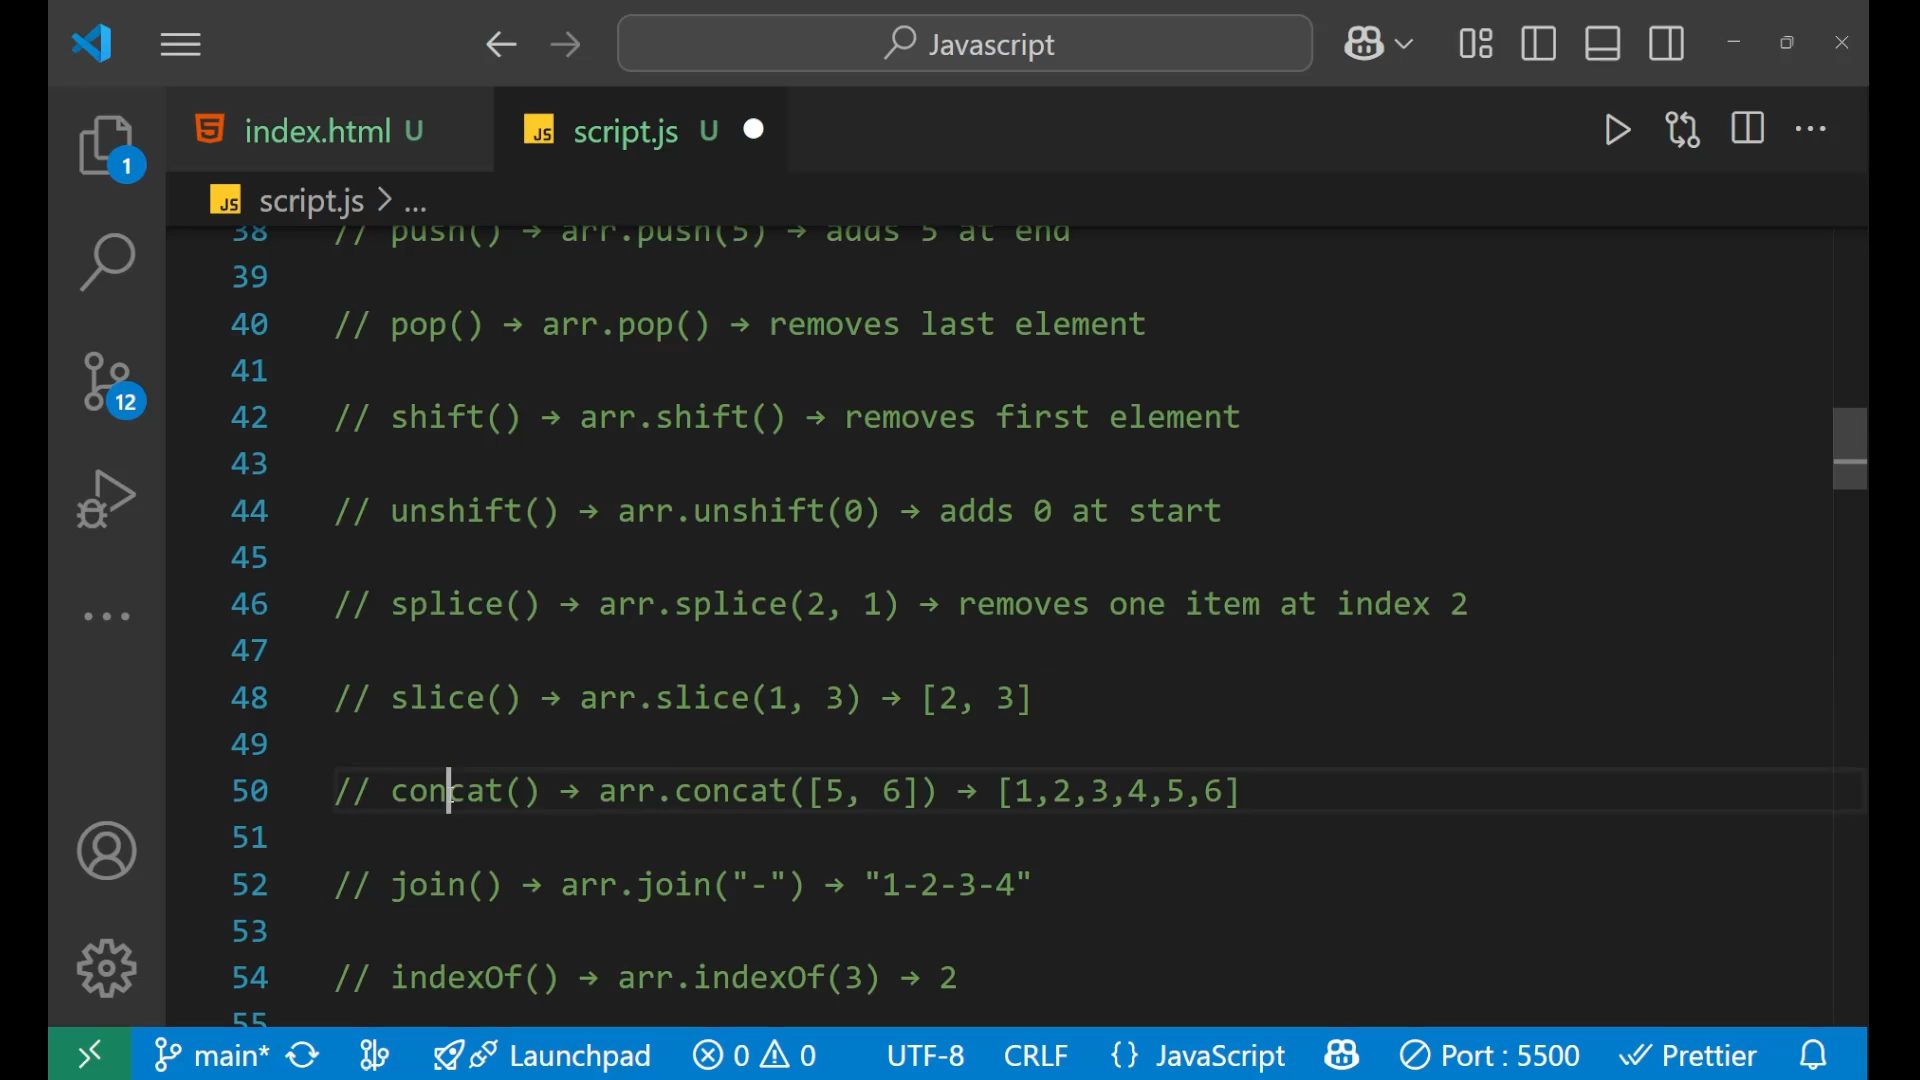 Javascript
index.html U
script.js U
1
script.js > ...
38 // push() → arr.push(5) → adds 5 at end
39
40 // pop() → arr.pop() → removes last element
41
42 // shift() → arr.shift() → removes first element
43
44 // unshift() → arr.unshift(0) → adds 0 at start
45
46 // splice() → arr.splice(2, 1) → removes one item at index 2
47
48 // slice() → arr.slice(1, 3) → [2, 3]
49
50 // concat() → arr.concat([5, 6]) → [1,2,3,4,5,6]
51
52 // join() → arr.join("-") → "1-2-3-4"
53
54 // indexOf() → arr.indexOf(3) → 2
55
12
main* Launchpad 0 0 UTF-8 CRLF {} JavaScript Port : 5500 Prettier